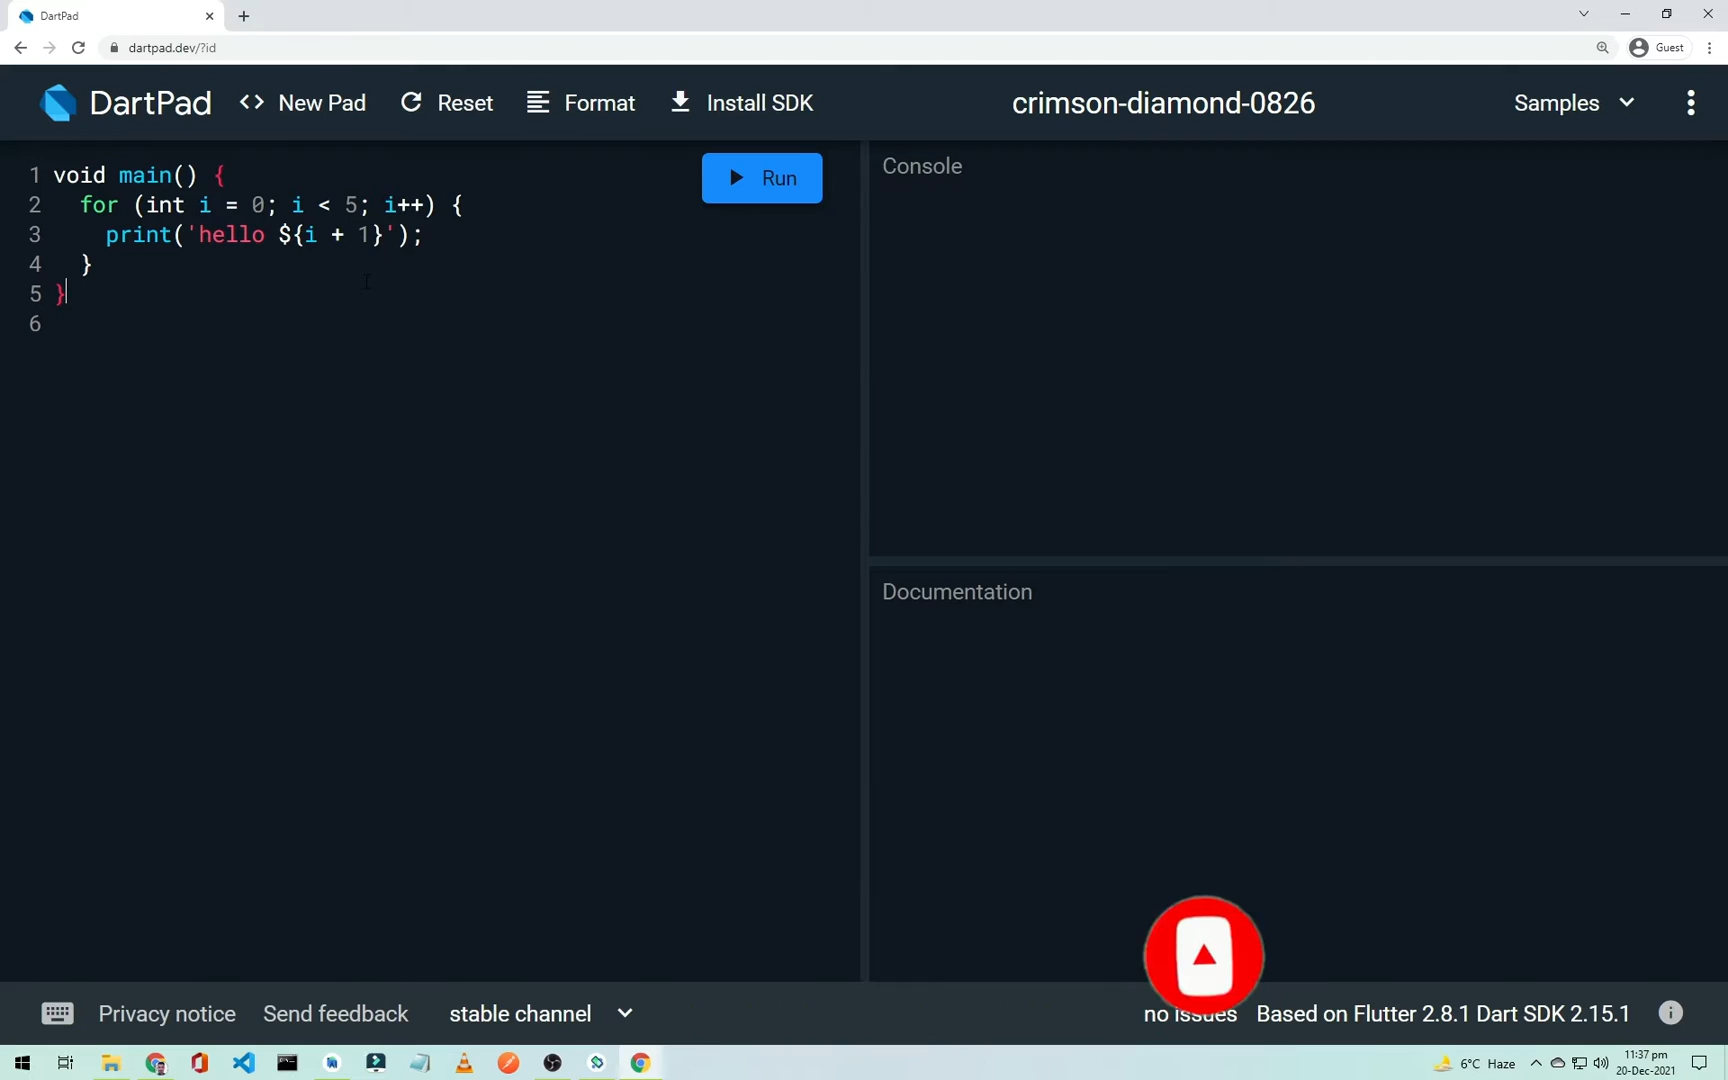 DartPad
dartpad.dev/?id
Guest
DartPad
<> New Pad
Reset
Format
Install SDK
crimson-diamond-0826
Samples
1 void main() {
2 for (int i = 0; i < 5; i++) {
3 print('hello ${i + 1}');
4 }
5 }
6
Run
Console
Documentation
Privacy notice
Send feedback
stable channel
no issues
Based on Flutter 2.8.1 Dart SDK 2.15.1
6°C Haze
11:37 pm
20-Dec-2021